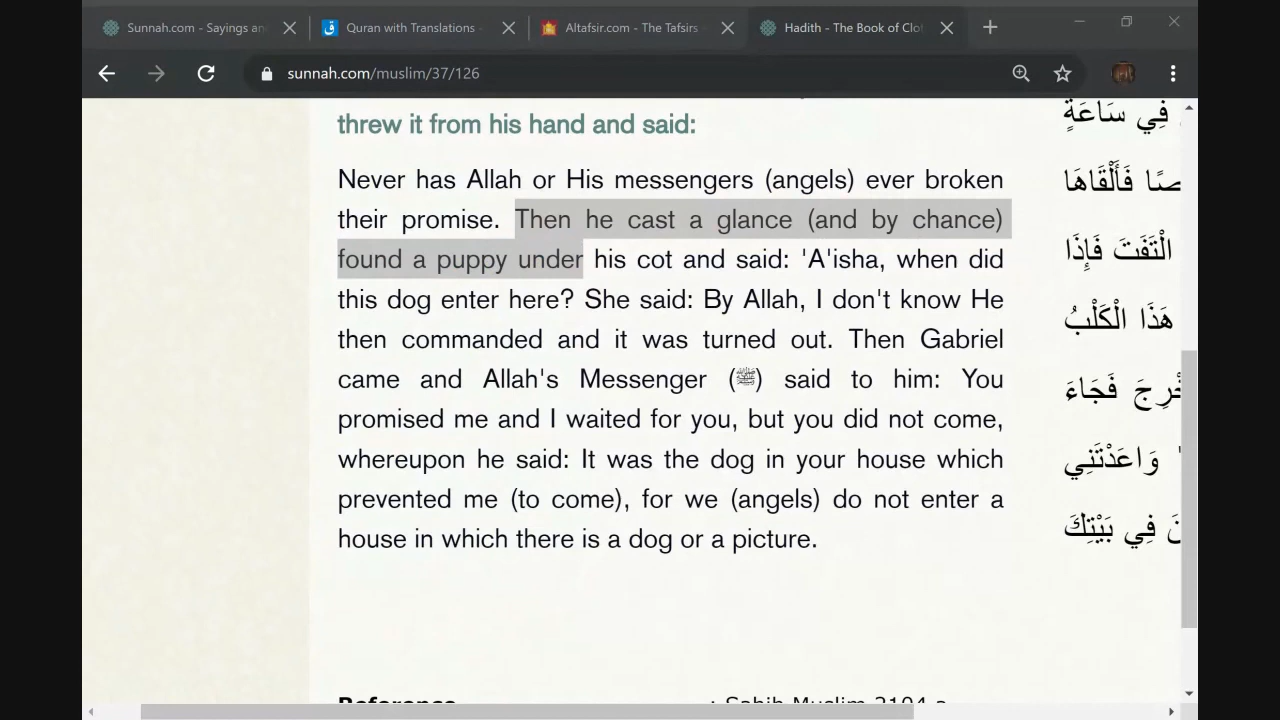 Sunnah.com - Sayings an
Quran with Translations -
Altafsir.com - The Tafsirs -
Hadith - The Book of Clot
sunnah.com/muslim/37/126
threw it from his hand and said:
Never has Allah or His messengers (angels) ever broken
their promise. Then he cast a glance (and by chance)
found a puppy under his cot and said: 'A'isha, when did
this dog enter here? She said: By Allah, I don't know He
then commanded and it was turned out. Then Gabriel
came and Allah's Messenger (ﷺ) said to him: You
promised me and I waited for you, but you did not come,
whereupon he said: It was the dog in your house which
prevented me (to come), for we (angels) do not enter a
house in which there is a dog or a picture.
فِي سَاعَةٍ
فَأَلْقَاهَا
الْتَفَتَ فَإِذَا
هَذَا الْكَلْبُ
فَجَاءَ
وَاعَدْتَنِي
فِي بَيْتِكَ
Reference : Sahih Muslim 2104 a